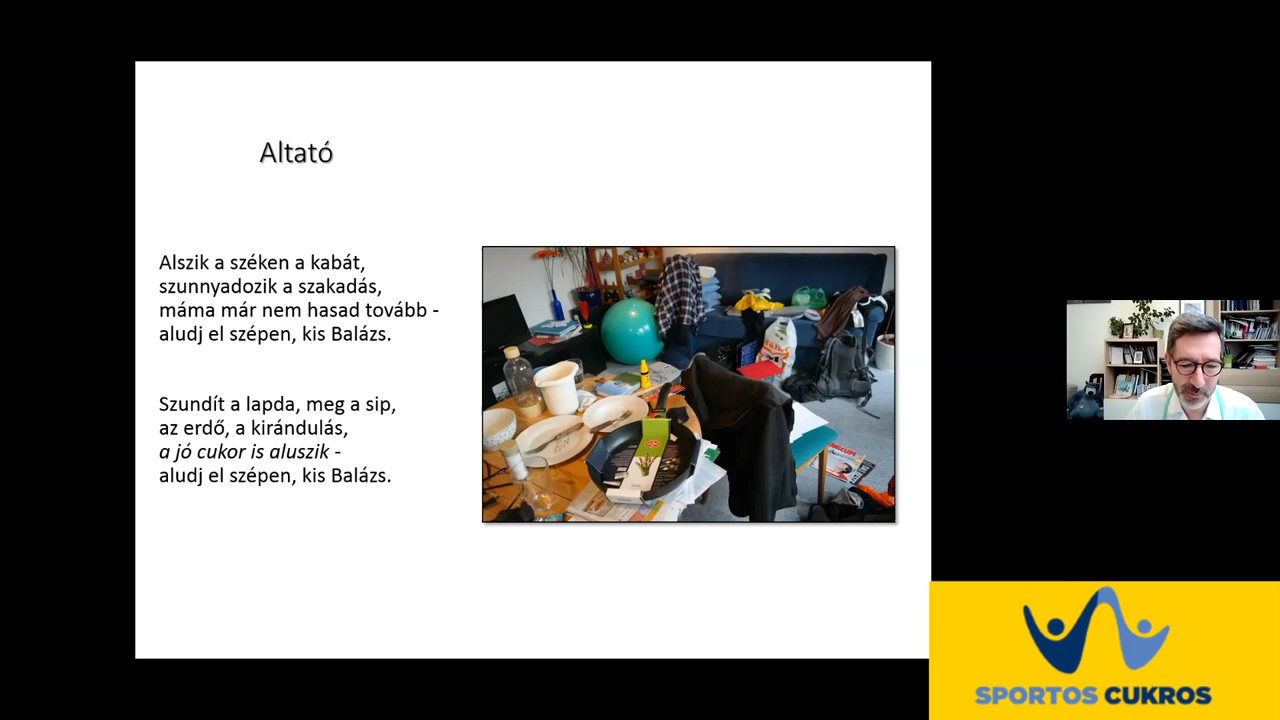 Altató
Alszik a széken a kabát,
szunnyadozik a szakadás,
máma már nem hasad tovább -
aludj el szépen, kis Balázs.
Szundít a lapda, meg a sip,
az erdő, a kirándulás,
a jó cukor is aluszik -
aludj el szépen, kis Balázs.
SPORTOS CUKROS